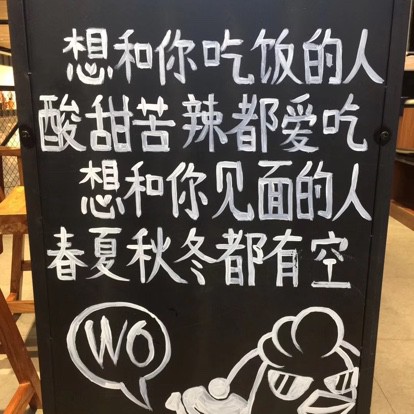 想和你吃饭的人
酸甜苦辣都爱吃
想和你见面的人
春夏秋冬都有空
WO